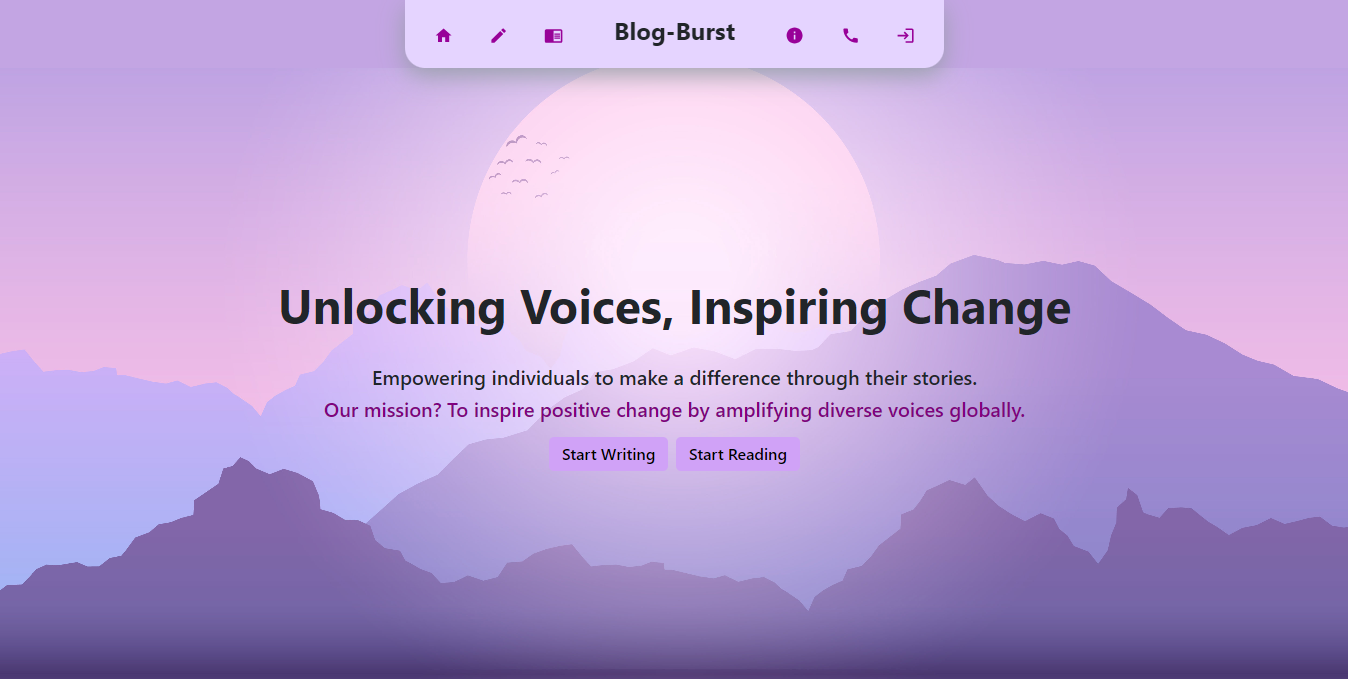 Blog-Burst
Unlocking Voices, Inspiring Change
Empowering individuals to make a difference through their stories.
Our mission? To inspire positive change by amplifying diverse voices globally.
Start Writing
Start Reading